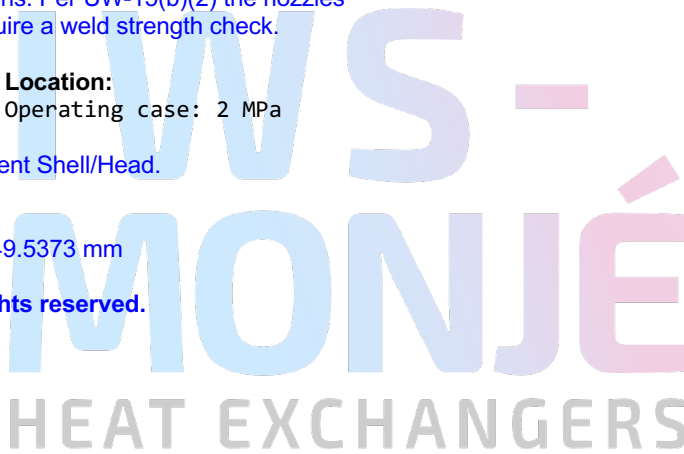 ns. Per UW-15(b)(2) the nozzles
uire a weld strength check.
Location:
Operating case: 2 MPa
ent Shell/Head.
9.5373 mm
hts reserved.
IWS-
MONJÉ
HEAT EXCHANGERS